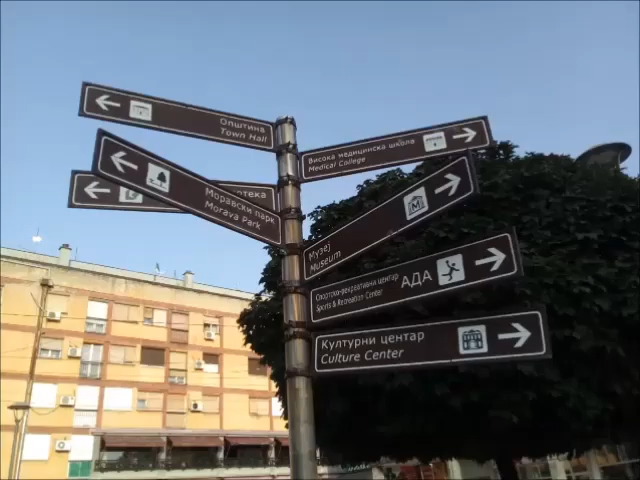 Општина
Town Hall
Моравски парк
Morava Park
Висока медицинска школа
Medical College
Музеј
Museum
Спортско-рекреативни центар АДА
Sports & Recreation Center
Културни центар
Culture Center